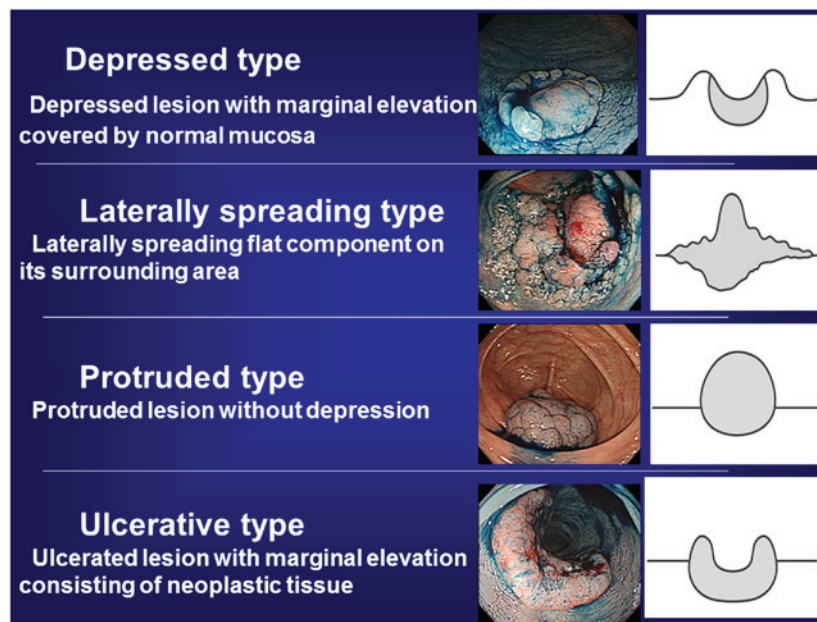 Depressed type
Depressed lesion with marginal elevation
covered by normal mucosa
Laterally spreading type
Laterally spreading flat component on
its surrounding area
Protruded type
Protruded lesion without depression
Ulcerative type
Ulcerated lesion with marginal elevation
consisting of neoplastic tissue